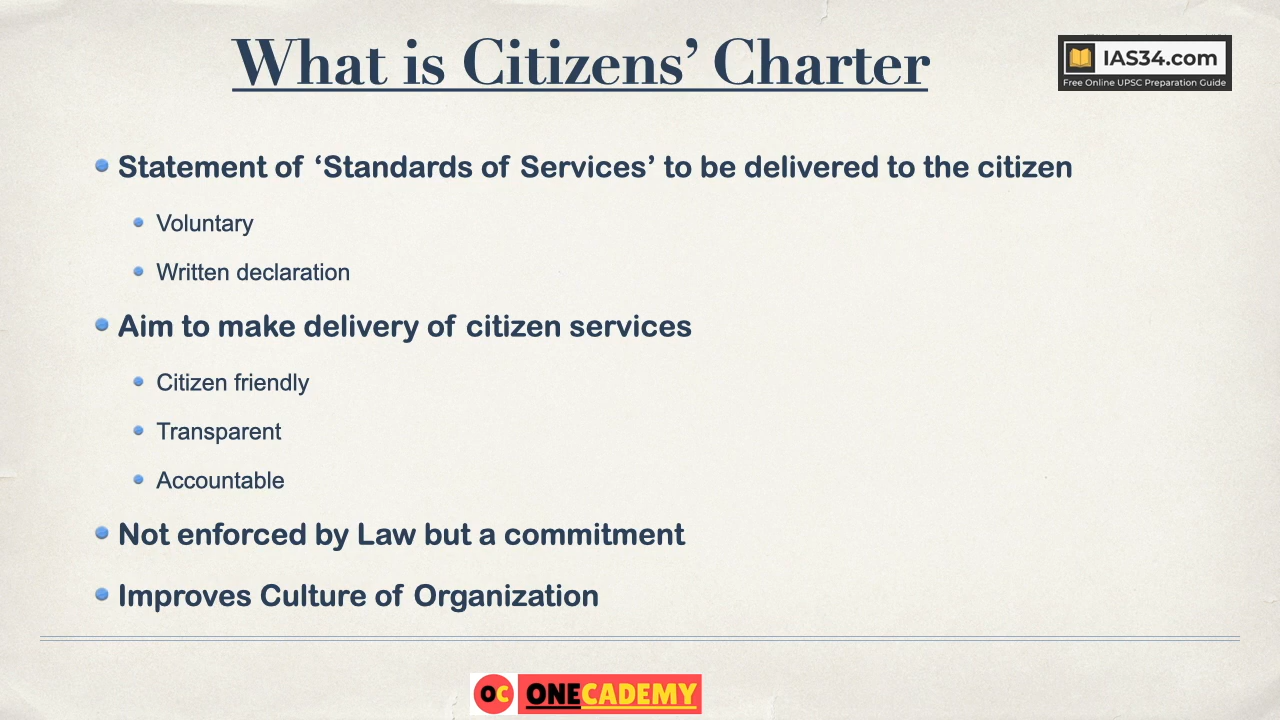 What is Citizens’ Charter
IAS34.com
Free Online UPSC Preparation Guide
Statement of ‘Standards of Services’ to be delivered to the citizen
Voluntary
Written declaration
Aim to make delivery of citizen services
Citizen friendly
Transparent
Accountable
Not enforced by Law but a commitment
Improves Culture of Organization
OC ONECADEMY